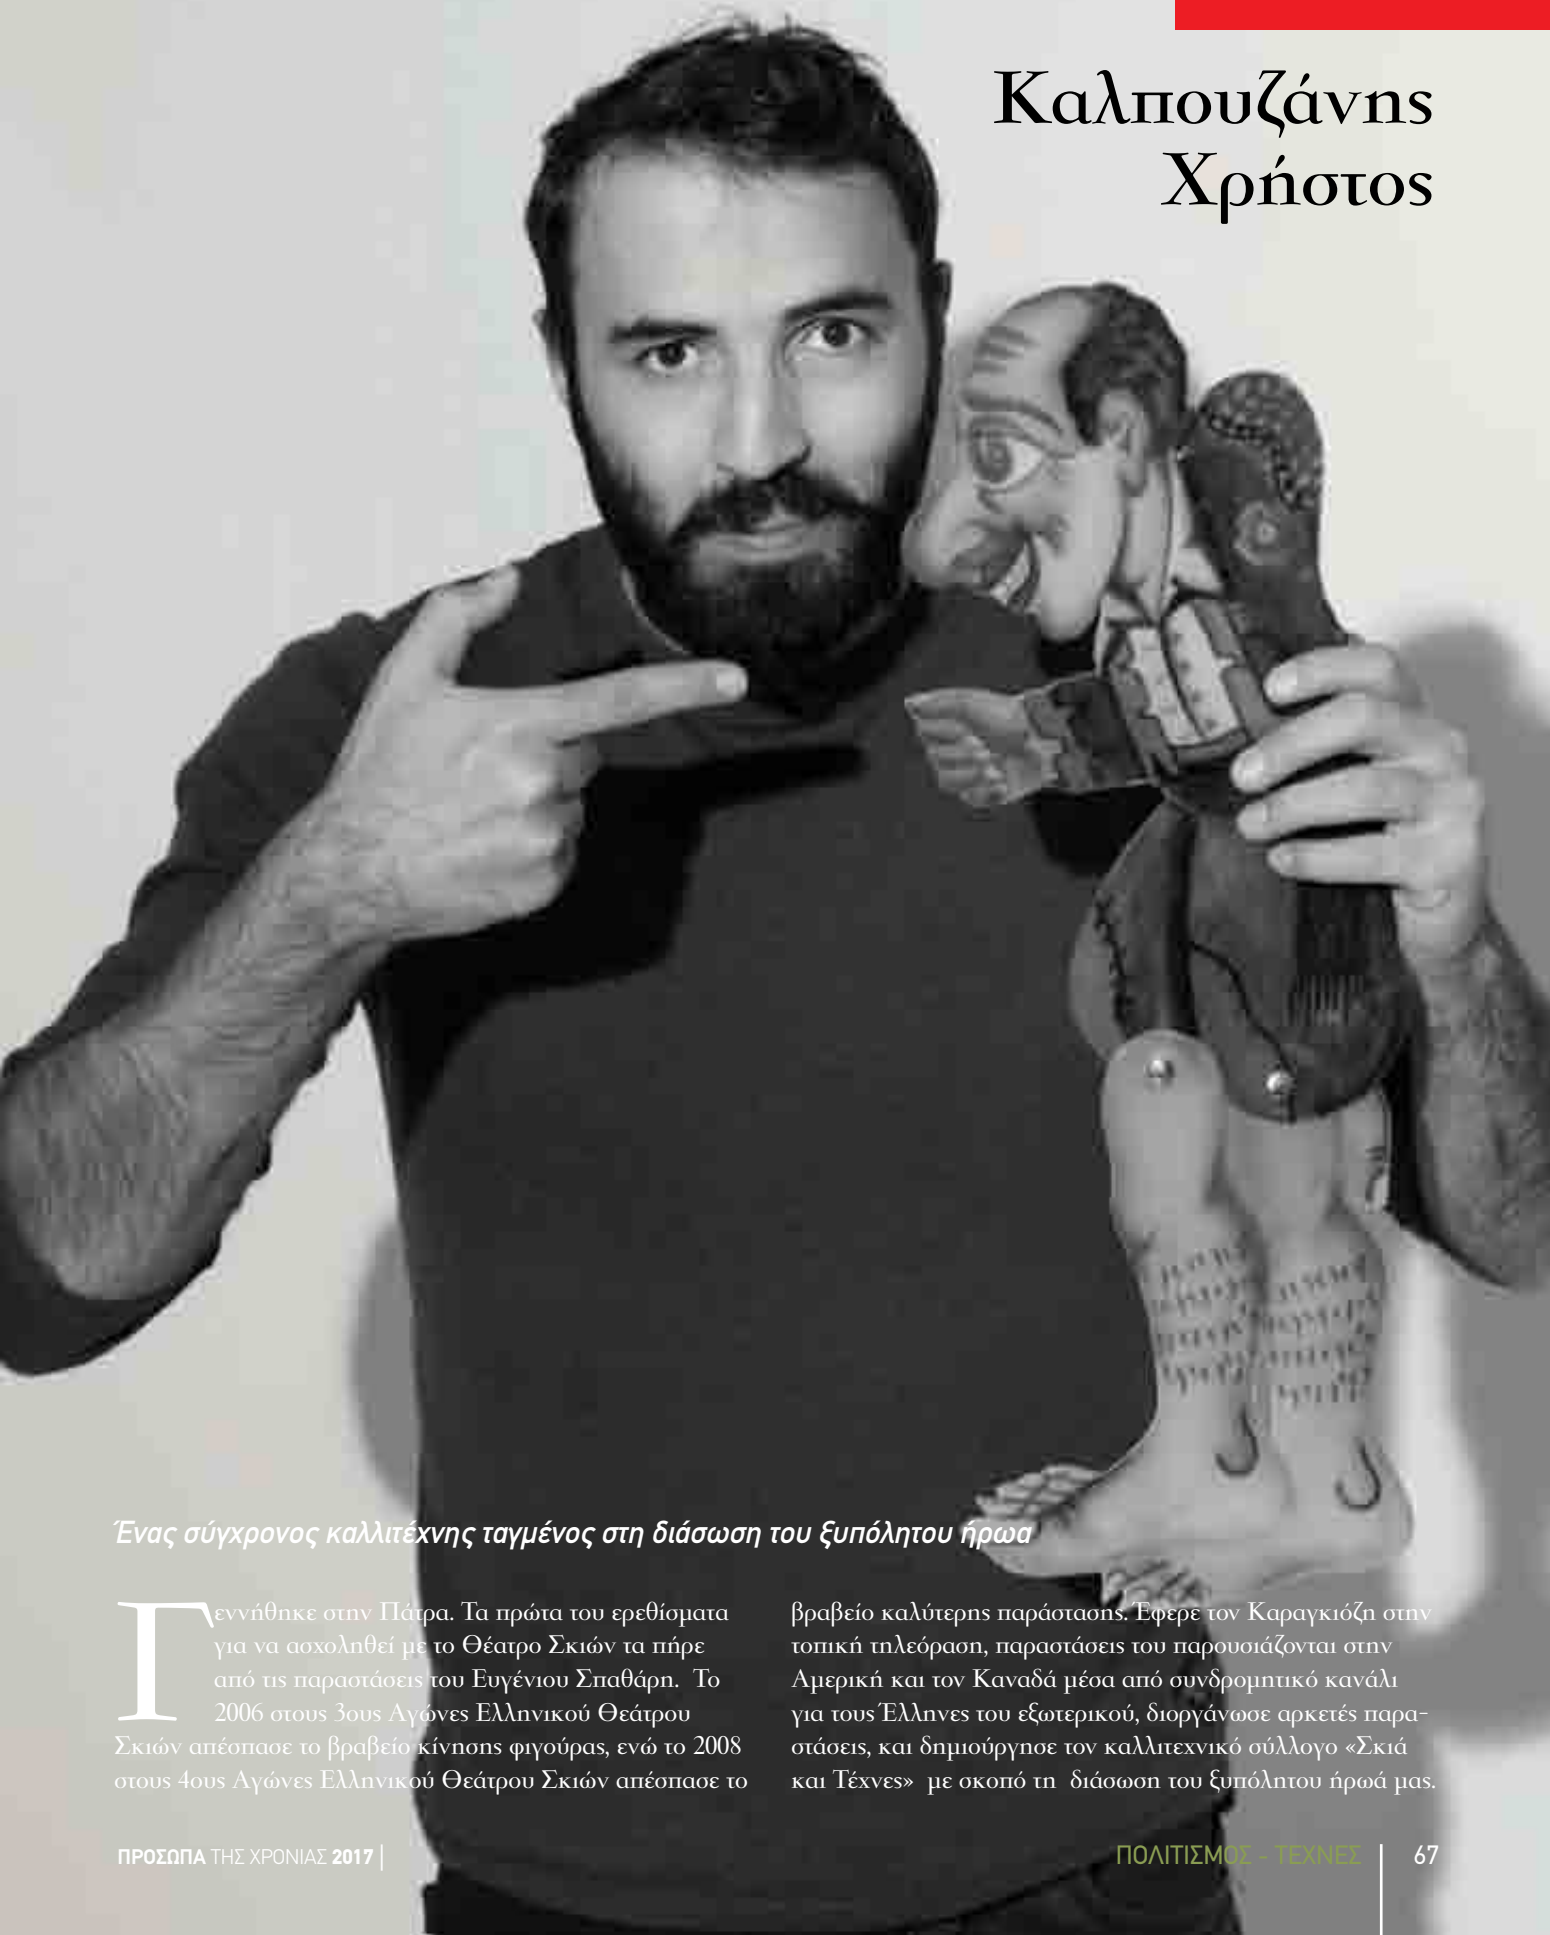 Καλπουζάνης
Χρήστος
Ένας σύγχρονος καλλιτέχνης ταγμένος στη διάσωση του ξυπόλητου ήρωα
Γεννήθηκε στην Πάτρα. Τα πρώτα του ερεθίσματα
για να ασχοληθεί με το Θέατρο Σκιών τα πήρε
από τις παραστάσεις του Ευγένιου Σπαθάρη. Το
2006 στους 3ους Αγώνες Ελληνικού Θεάτρου
Σκιών απέσπασε το βραβείο κίνησης φιγούρας, ενώ το 2008
στους 4ους Αγώνες Ελληνικού Θεάτρου Σκιών απέσπασε το
βραβείο καλύτερης παράστασης. Έφερε τον Καραγκιόζη στην
τοπική τηλεόραση, παραστάσεις του παρουσιάζονται στην
Αμερική και τον Καναδά μέσα από συνδρομητικό κανάλι
για τους Έλληνες του εξωτερικού, διοργάνωσε αρκετές παρα-
στάσεις, και δημιούργησε τον καλλιτεχνικό σύλλογο «Σκιά
και Τέχνες» με σκοπό τη διάσωση του ξυπόλητου ήρωά μας.
ΠΡΟΣΩΠΑ ΤΗΣ ΧΡΟΝΙΑΣ 2017 |
ΠΟΛΙΤΙΣΜΟΣ - ΤΕΧΝΕΣ | 67